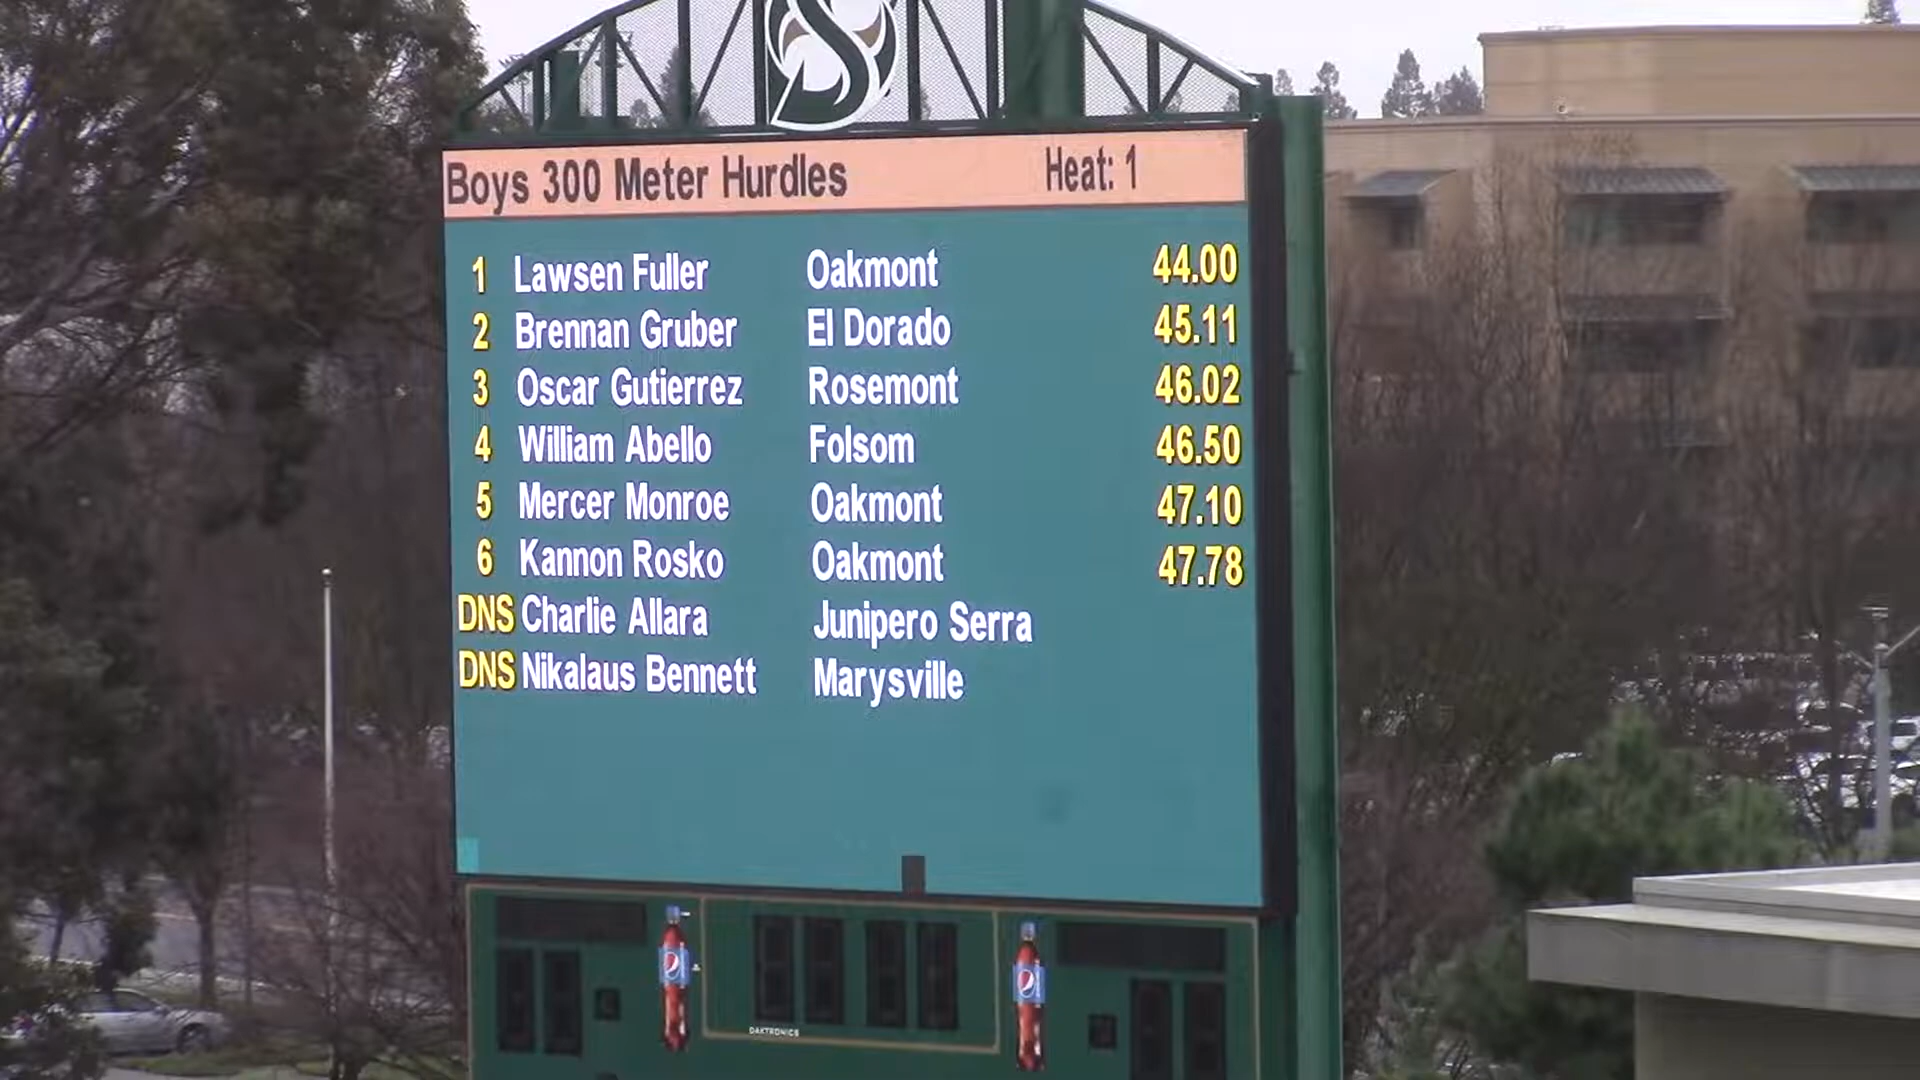 S
Boys 300 Meter Hurdles Heat: 1
1 Lawsen Fuller Oakmont 44.00
2 Brennan Gruber El Dorado 45.11
3 Oscar Gutierrez Rosemont 46.02
4 William Abello Folsom 46.50
5 Mercer Monroe Oakmont 47.10
6 Kannon Rosko Oakmont 47.78
DNS Charlie Allara Junipero Serra
DNS Nikalaus Bennett Marysville
DAKTRONICS